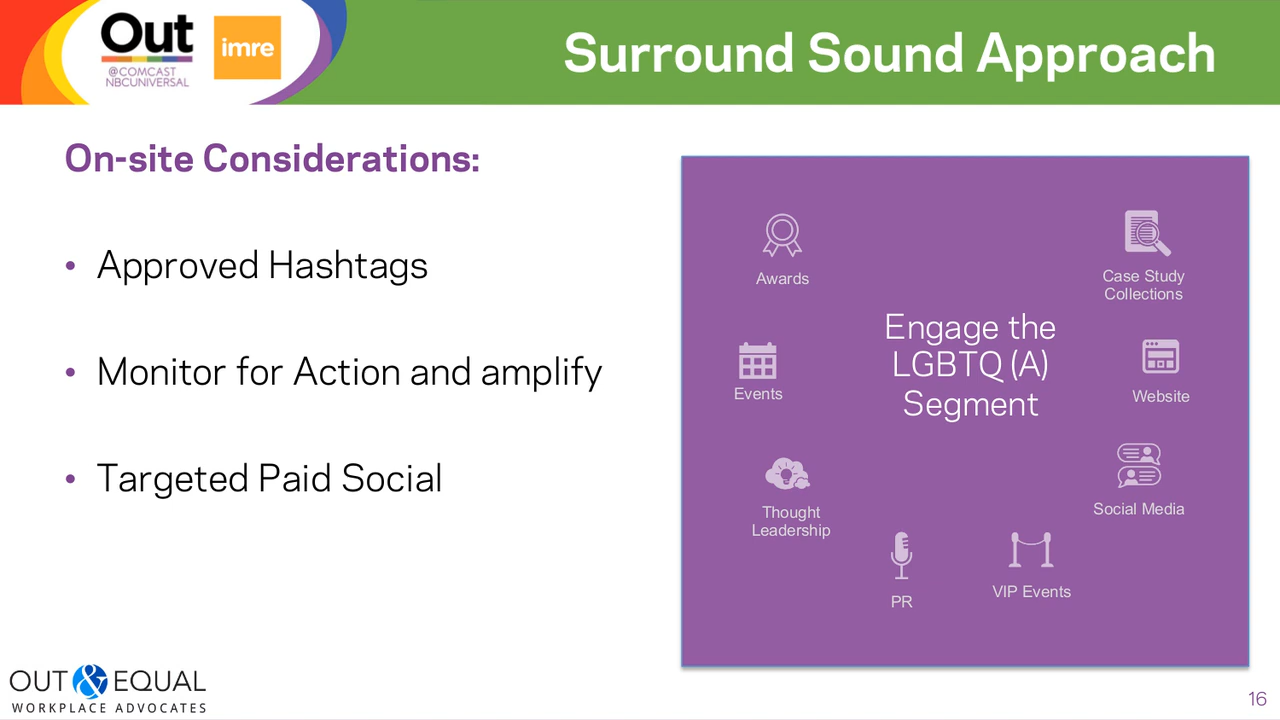 Out
@COMCAST
NBCUNIVERSAL
imre
Surround Sound Approach
On-site Considerations:
• Approved Hashtags
• Monitor for Action and amplify
• Targeted Paid Social
Awards
Case Study
Collections
Engage the
LGBTQ (A)
Segment
Events
Website
Thought
Leadership
Social Media
PR
VIP Events
OUT & EQUAL
WORKPLACE ADVOCATES
16